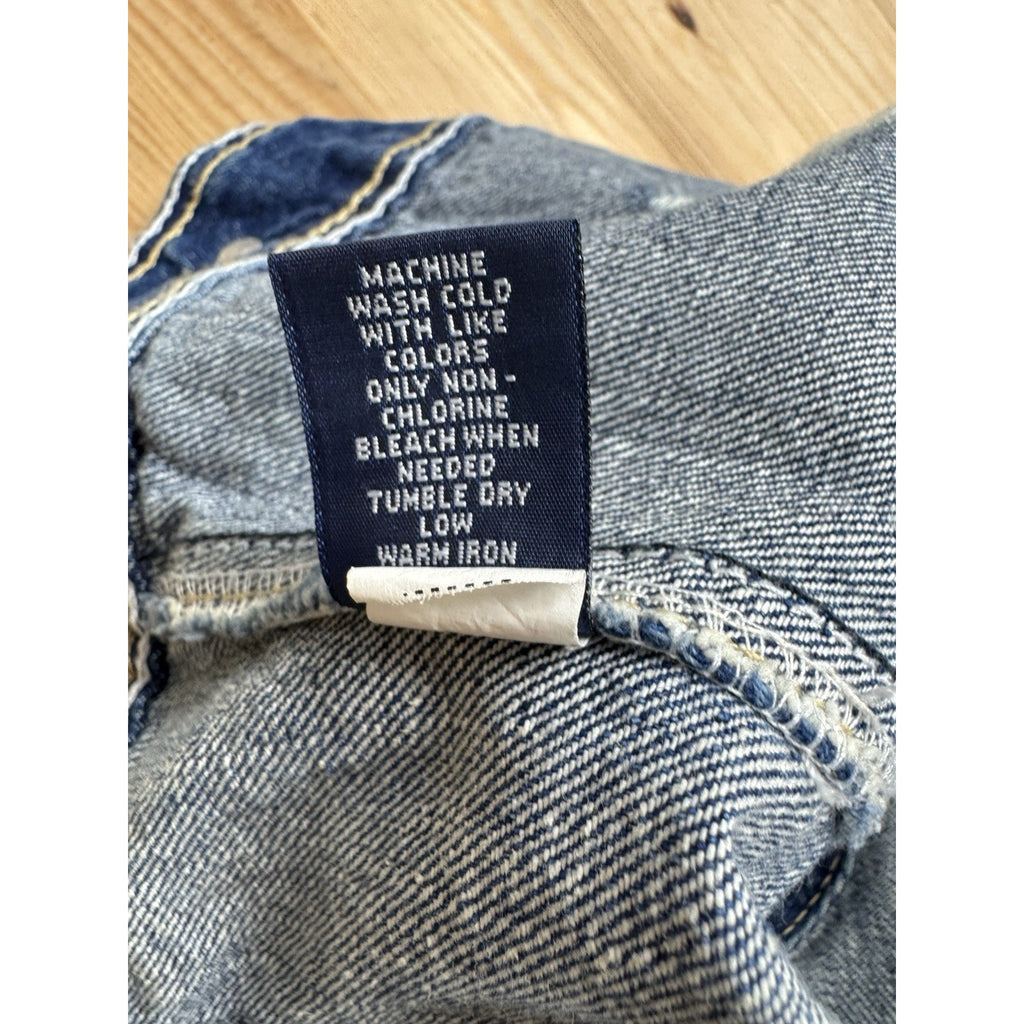 MACHINE
WASH COLD
WITH LIKE
COLORS
ONLY NON -
CHLORINE
BLEACH WHEN
NEEDED
TUMBLE DRY
LOW
WARM IRON